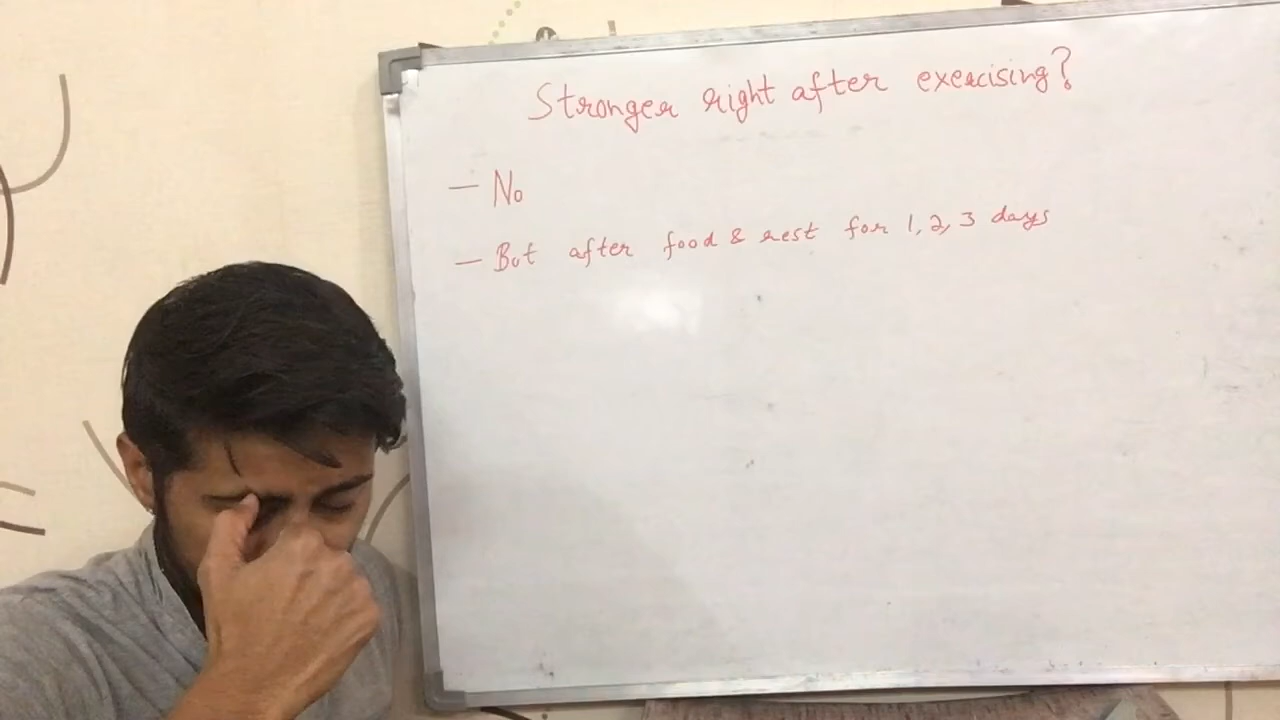 Stronger right after exercising?
— No
— But after food & rest for 1, 2, 3 days